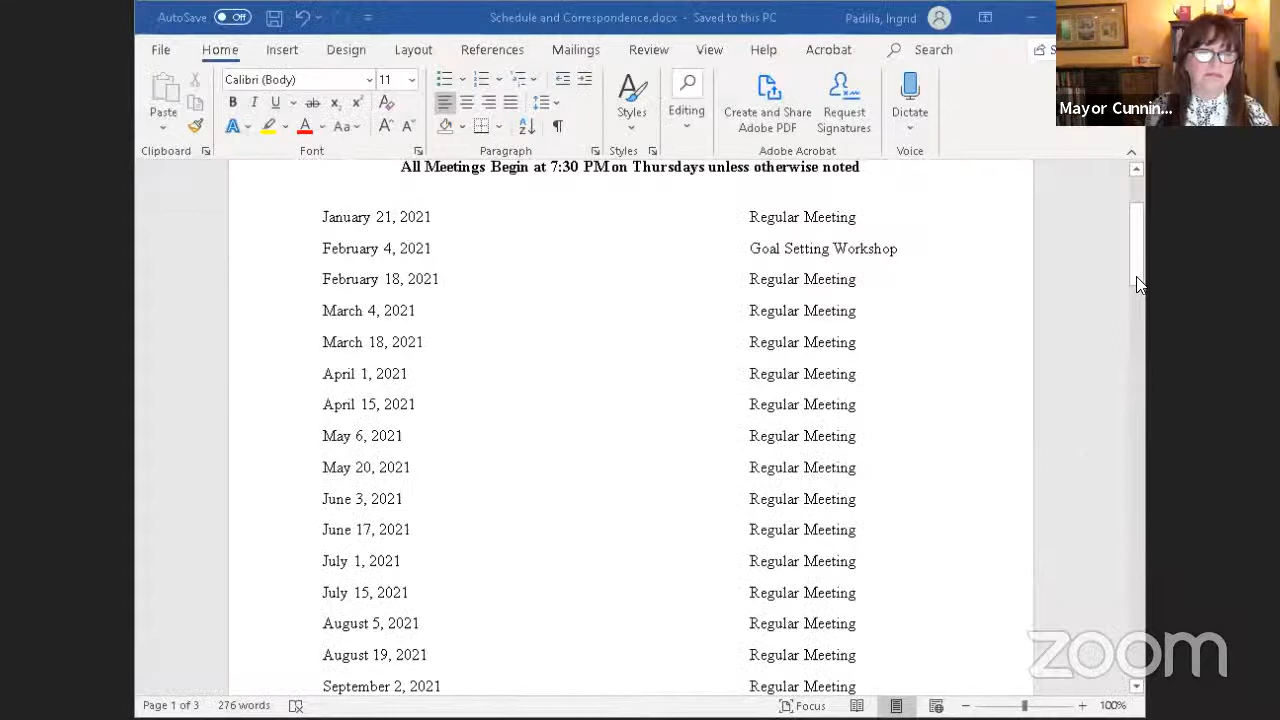 AutoSave Off Schedule and Correspondence.docx - Saved to this PC Padilla, Ingrid
File Home Insert Design Layout References Mailings Review View Help Acrobat Search S
Calibri (Body) 11
Paste Styles Editing Create and Share Adobe PDF Request Signatures Dictate
Clipboard Font Paragraph Styles Adobe Acrobat Voice
Mayor Cunnin...
All Meetings Begin at 7:30 PM on Thursdays unless otherwise noted
January 21, 2021 Regular Meeting
February 4, 2021 Goal Setting Workshop
February 18, 2021 Regular Meeting
March 4, 2021 Regular Meeting
March 18, 2021 Regular Meeting
April 1, 2021 Regular Meeting
April 15, 2021 Regular Meeting
May 6, 2021 Regular Meeting
May 20, 2021 Regular Meeting
June 3, 2021 Regular Meeting
June 17, 2021 Regular Meeting
July 1, 2021 Regular Meeting
July 15, 2021 Regular Meeting
August 5, 2021 Regular Meeting
August 19, 2021 Regular Meeting
September 2, 2021 Regular Meeting
zoom
Page 1 of 3 276 words Focus 100%